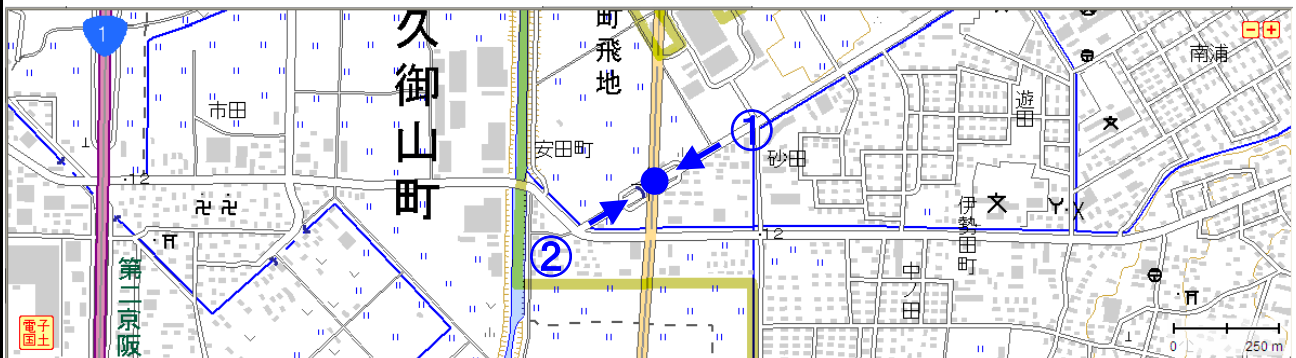 1
久御山町
町飛地
南浦
市田
遊田
①
安田町
砂田
12
伊勢田町
12
②
中ノ田
第二京阪
電子国土
0 250 m